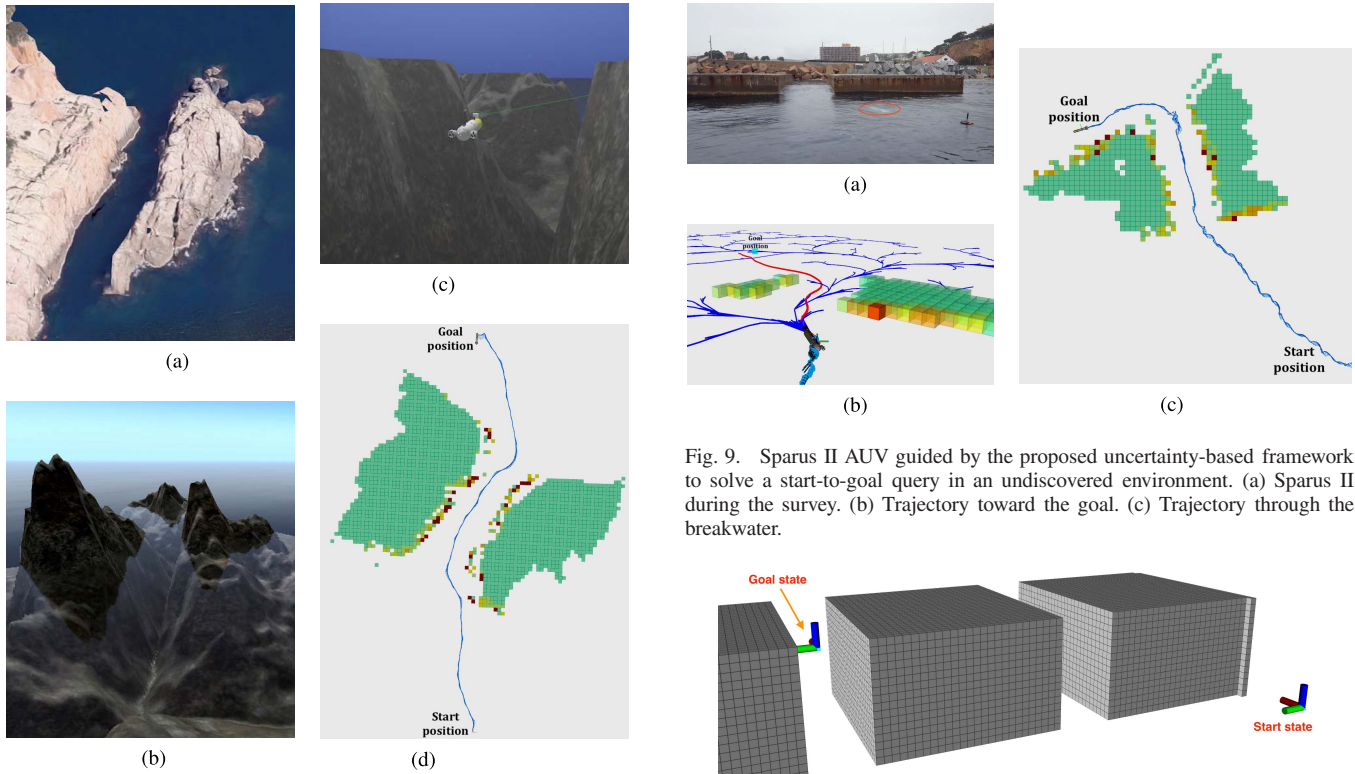 (a)
(b)
(c)
Goal
position
Start
position
(d)
(a)
Goal
position
(b)
Goal
position
Start
position
(c)
Fig. 9. Sparus II AUV guided by the proposed uncertainty-based framework
to solve a start-to-goal query in an undiscovered environment. (a) Sparus II
during the survey. (b) Trajectory toward the goal. (c) Trajectory through the
breakwater.
Goal state
Start state